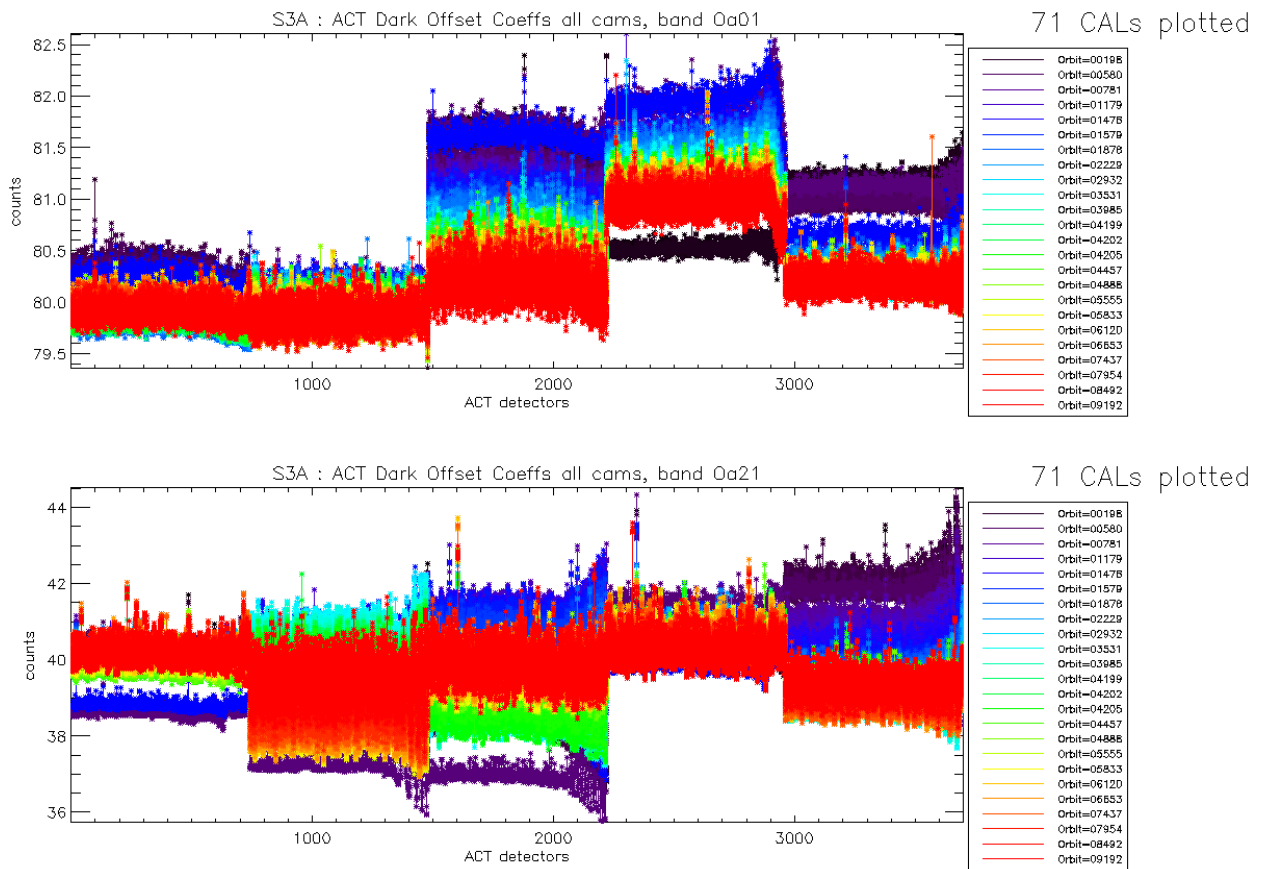 S3A : ACT Dark Offset Coeffs all cams, band Oa01
71 CALs plotted
82.5
82.0
81.5
81.0
80.5
80.0
79.5
counts
1000
2000
3000
ACT detectors
Orbit=00198
Orbit=00580
Orbit=00781
Orbit=01179
Orbit=01478
Orbit=01579
Orbit=01878
Orbit=02229
Orbit=02932
Orbit=03531
Orbit=03985
Orbit=04199
Orbit=04202
Orbit=04205
Orbit=04457
Orbit=04888
Orbit=05555
Orbit=05833
Orbit=06120
Orbit=06653
Orbit=07437
Orbit=07954
Orbit=08492
Orbit=09192
S3A : ACT Dark Offset Coeffs all cams, band Oa21
71 CALs plotted
44
42
40
38
36
counts
1000
2000
3000
ACT detectors
Orbit=00198
Orbit=00580
Orbit=00781
Orbit=01179
Orbit=01478
Orbit=01579
Orbit=01878
Orbit=02229
Orbit=02932
Orbit=03531
Orbit=03985
Orbit=04199
Orbit=04202
Orbit=04205
Orbit=04457
Orbit=04888
Orbit=05555
Orbit=05833
Orbit=06120
Orbit=06653
Orbit=07437
Orbit=07954
Orbit=08492
Orbit=09192